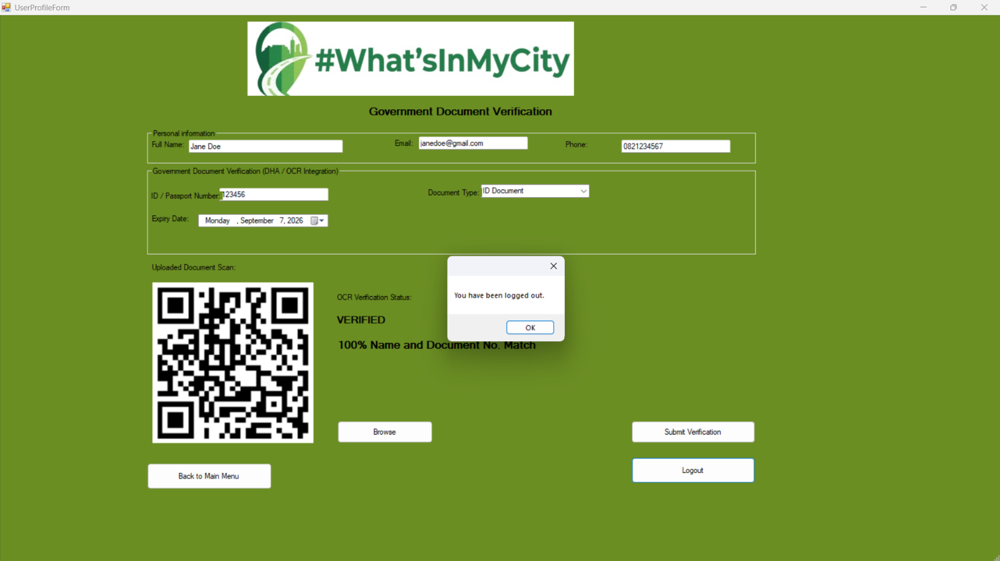 UserProfileForm
#What'sInMyCity
Government Document Verification
Personal information
Full Name: Jane Doe
Email: janedoe@gmail.com
Phone: 0821234567
Government Document Verification (DHA / OCR Integration)
ID / Passport Number: 123456
Document Type: ID Document
Expiry Date: Monday , September 7, 2026
Uploaded Document Scan:
You have been logged out.
OK
OCR Verification Status:
VERIFIED
100% Name and Document No. Match
Browse
Submit Verification
Back to Main Menu
Logout